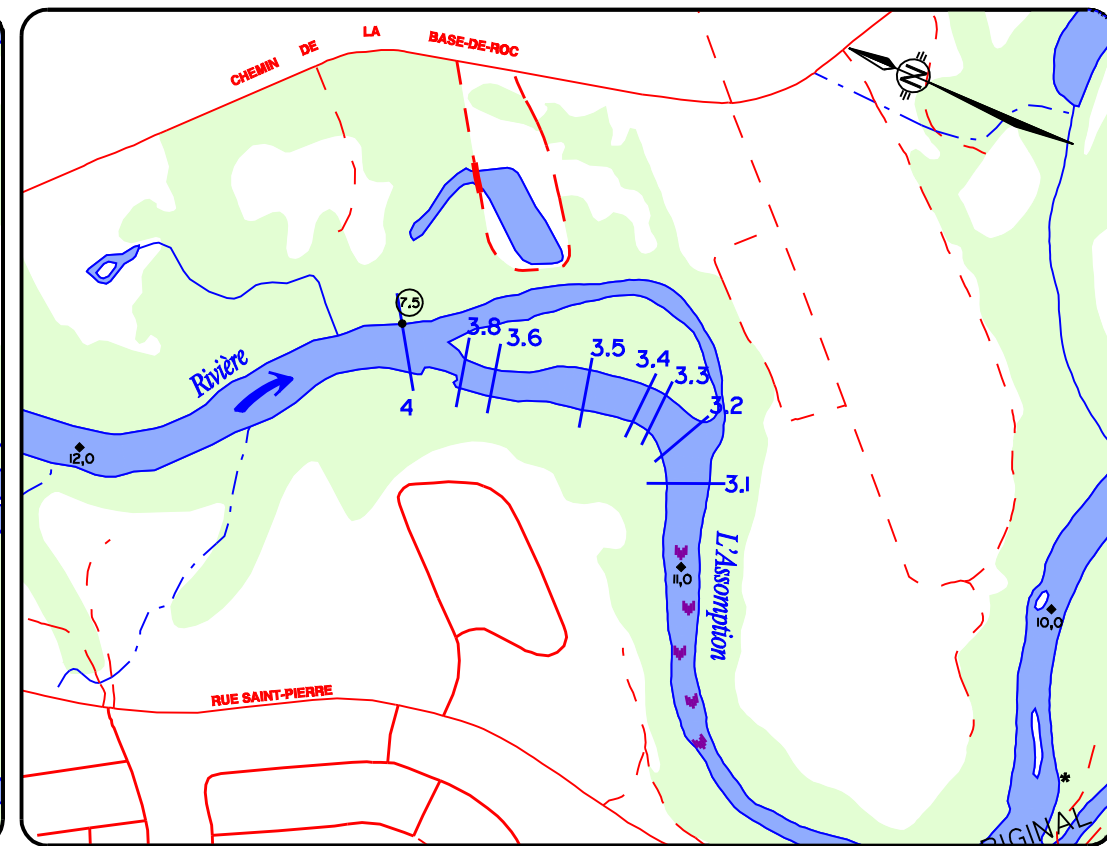 CHEMIN DE LA BASE-DE-ROC
N
7.5
3.8
3.6
3.5
3.4
3.3
3.2
3.1
4
Rivière
12,0
L'Assomption
11,0
10,0
*
RUE SAINT-PIERRE
RIGINAL